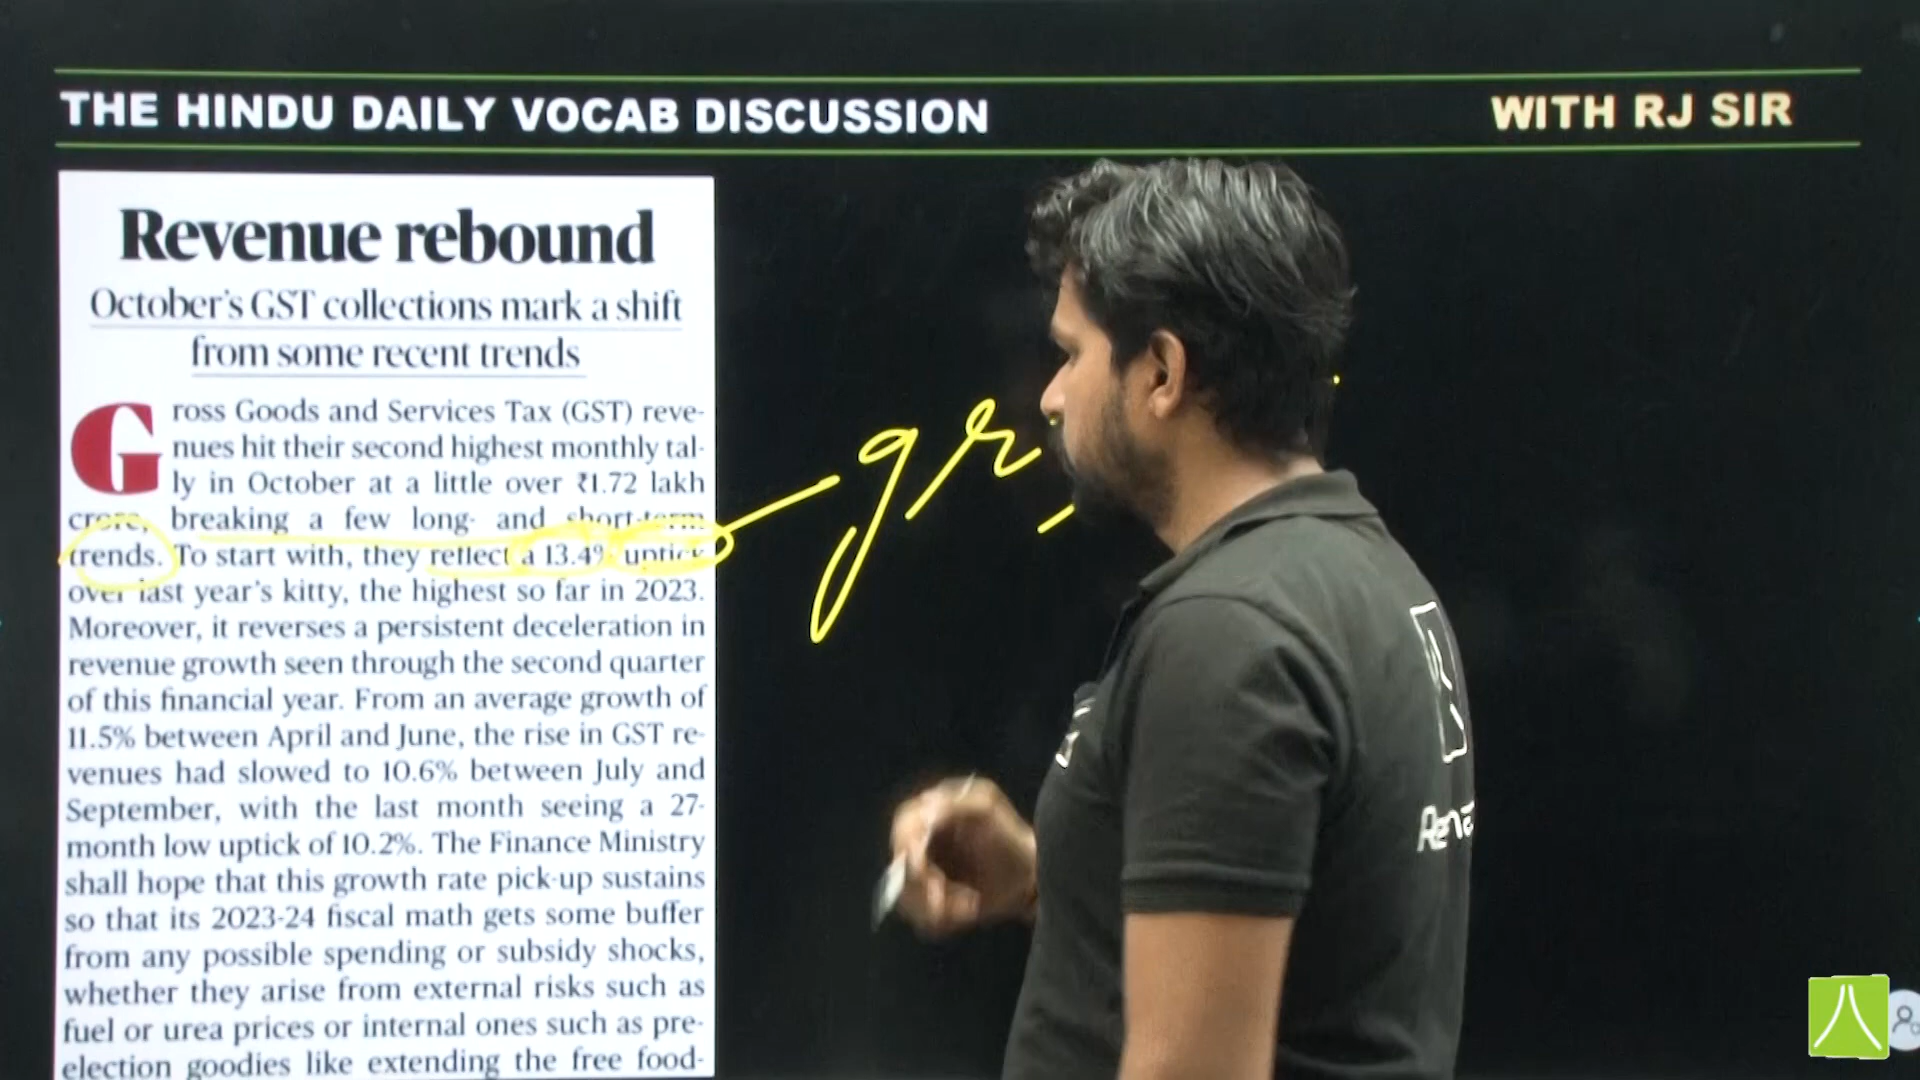 THE HINDU DAILY VOCAB DISCUSSION
WITH RJ SIR
Revenue rebound
October's GST collections mark a shift
from some recent trends
Gross Goods and Services Tax (GST) reve-
nues hit their second highest monthly tal-
ly in October at a little over ₹1.72 lakh
crore, breaking a few long- and short-term
trends. To start with, they reflect a 13.4% uptick
over last year's kitty, the highest so far in 2023.
Moreover, it reverses a persistent deceleration in
revenue growth seen through the second quarter
of this financial year. From an average growth of
11.5% between April and June, the rise in GST re-
venues had slowed to 10.6% between July and
September, with the last month seeing a 27-
month low uptick of 10.2%. The Finance Ministry
shall hope that this growth rate pick-up sustains
so that its 2023-24 fiscal math gets some buffer
from any possible spending or subsidy shocks,
whether they arise from external risks such as
fuel or urea prices or internal ones such as pre-
election goodies like extending the free food-
gr